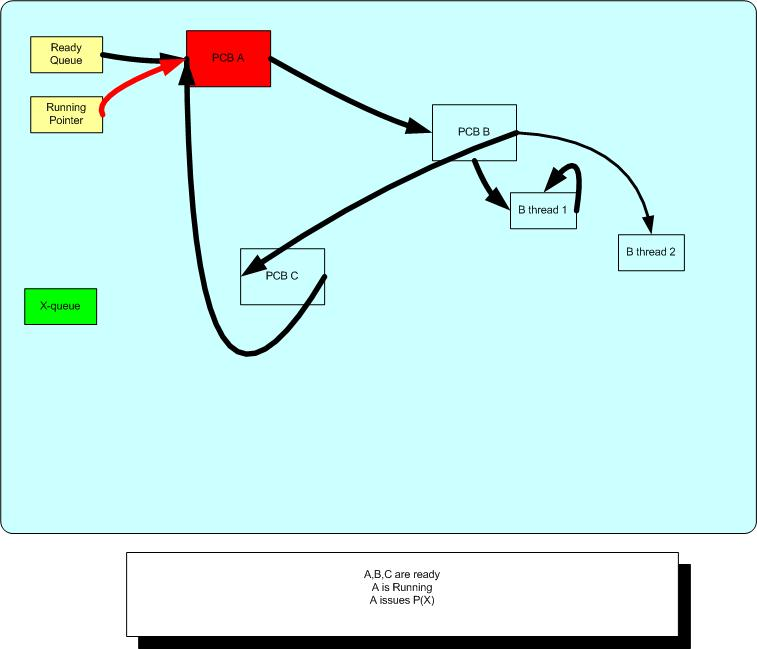 Ready
Queue
PCB A
Running
Pointer
PCB B
B thread 1
B thread 2
PCB C
X-queue
A,B,C are ready
A is Running
A issues P(X)